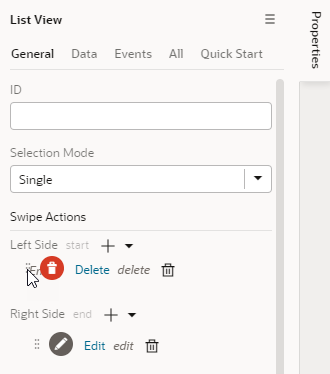 List View
Properties
General Data Events All Quick Start
ID
Selection Mode
Single
Swipe Actions
Left Side start
Delete delete
Right Side end
Edit edit